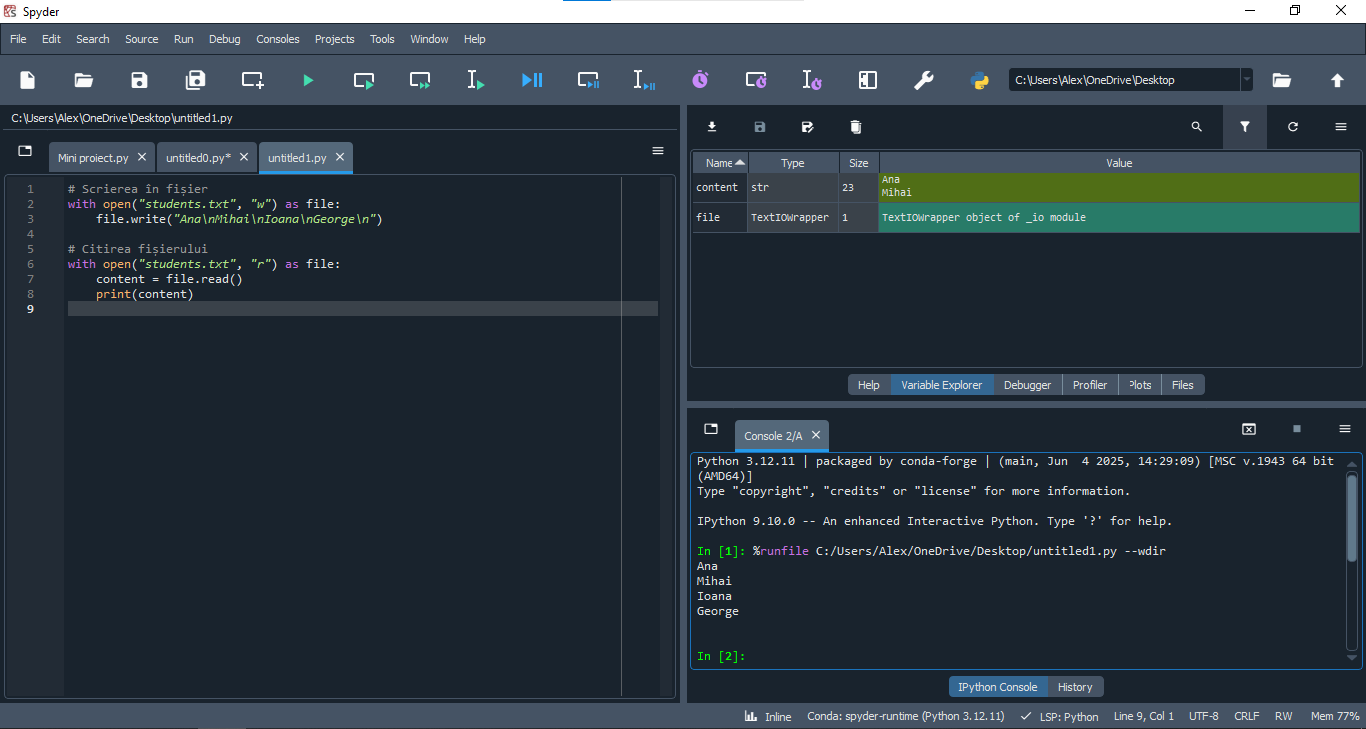 Spyder
File Edit Search Source Run Debug Consoles Projects Tools Window Help
C:\Users\Alex\OneDrive\Desktop
C:\Users\Alex\OneDrive\Desktop\untitled1.py
Mini proiect.py untitled0.py* untitled1.py
1 # Scrierea în fișier
2 with open("students.txt", "w") as file:
3 file.write("Ana\nMihai\nIoana\nGeorge\n")
4
5 # Citirea fișierului
6 with open("students.txt", "r") as file:
7 content = file.read()
8 print(content)
9
Name Type Size Value
content str 23 Ana
Mihai
file TextIOWrapper 1 TextIOWrapper object of _io module
Help Variable Explorer Debugger Profiler Plots Files
Console 2/A
Python 3.12.11 | packaged by conda-forge | (main, Jun  4 2025, 14:29:09) [MSC v.1943 64 bit
(AMD64)]
Type "copyright", "credits" or "license" for more information.
IPython 9.10.0 -- An enhanced Interactive Python. Type '?' for help.
In [1]: %runfile C:/Users/Alex/OneDrive/Desktop/untitled1.py --wdir
Ana
Mihai
Ioana
George
In [2]:
IPython Console History
Inline Conda: spyder-runtime (Python 3.12.11) LSP: Python Line 9, Col 1 UTF-8 CRLF RW Mem 77%